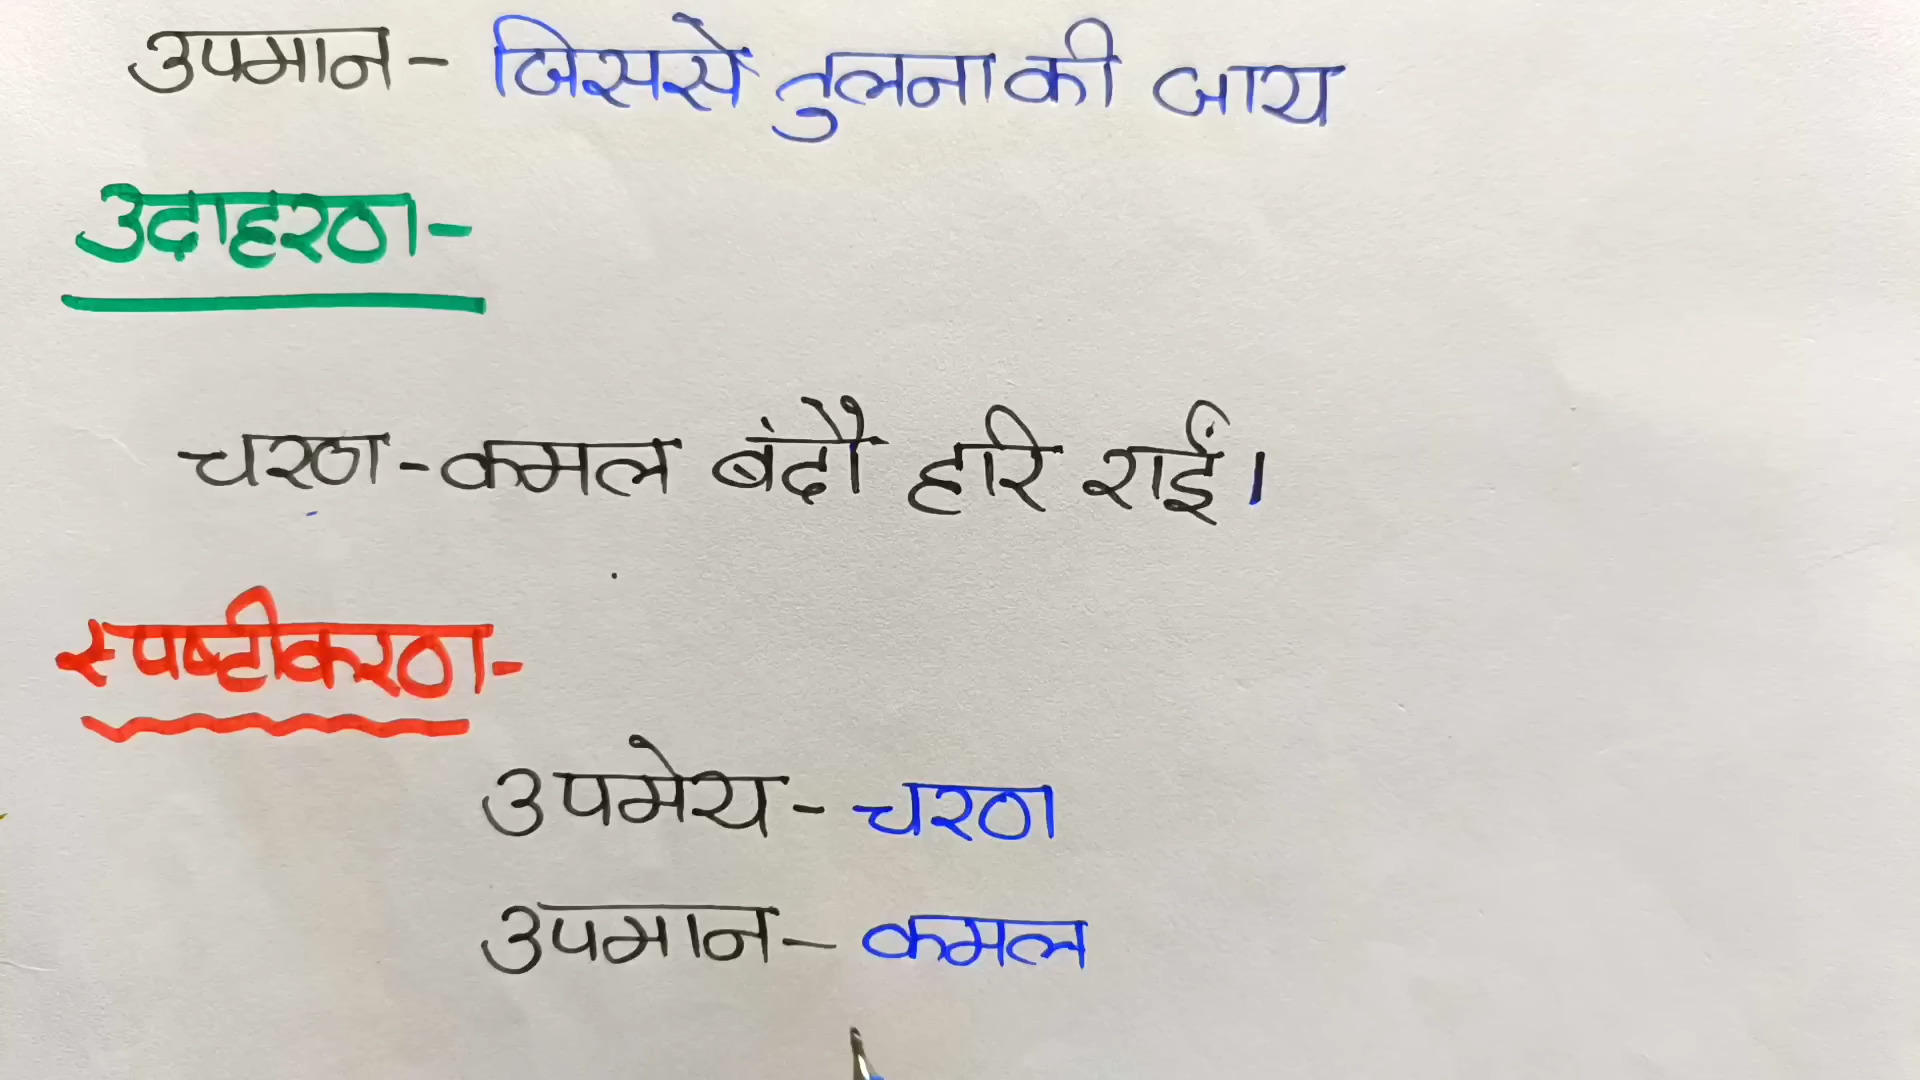 उपमान - जिससे तुलना की जाय
उदाहरण -
चरण - कमल बंदौ हरि राईं।
स्पष्टीकरण -
उपमेय - चरण
उपमान - कमल